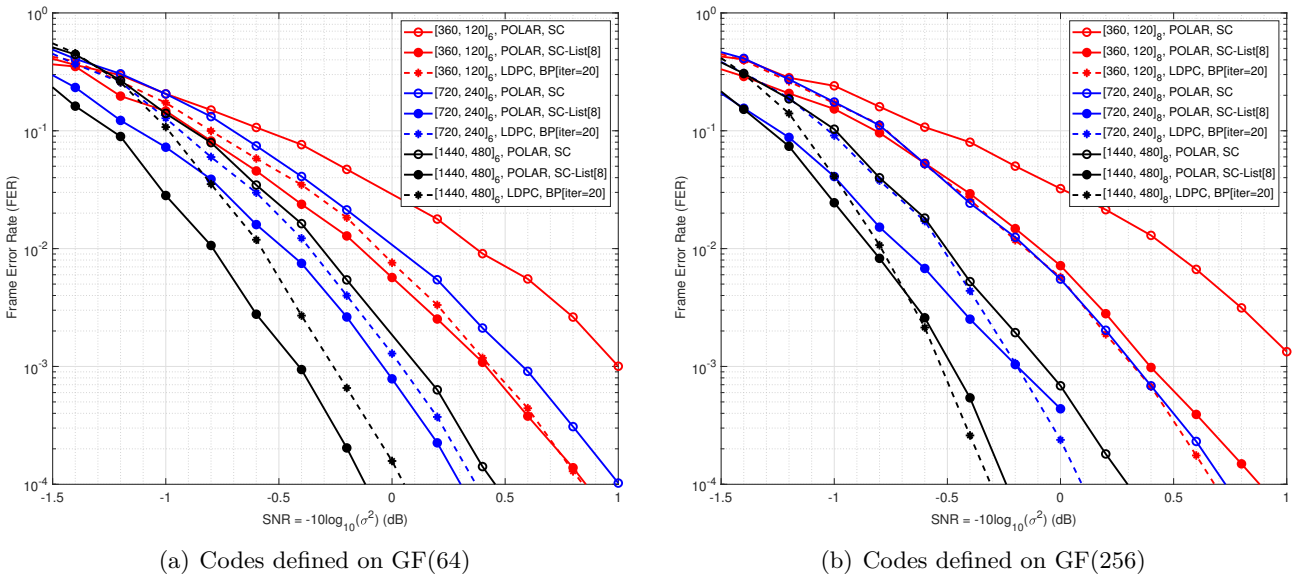 10⁰
10⁻¹
10⁻²
10⁻³
10⁻⁴
Frame Error Rate (FER)
-1.5 -1 -0.5 0 0.5 1
SNR = -10log₁₀(σ²) (dB)
[360, 120]₆, POLAR, SC
[360, 120]₆, POLAR, SC-List[8]
[360, 120]₆, LDPC, BP[iter=20]
[720, 240]₆, POLAR, SC
[720, 240]₆, POLAR, SC-List[8]
[720, 240]₆, LDPC, BP[iter=20]
[1440, 480]₆, POLAR, SC
[1440, 480]₆, POLAR, SC-List[8]
[1440, 480]₆, LDPC, BP[iter=20]
(a) Codes defined on GF(64)
10⁰
10⁻¹
10⁻²
10⁻³
10⁻⁴
Frame Error Rate (FER)
-1.5 -1 -0.5 0 0.5 1
SNR = -10log₁₀(σ²) (dB)
[360, 120]₈, POLAR, SC
[360, 120]₈, POLAR, SC-List[8]
[360, 120]₈, LDPC, BP[iter=20]
[720, 240]₈, POLAR, SC
[720, 240]₈, POLAR, SC-List[8]
[720, 240]₈, LDPC, BP[iter=20]
[1440, 480]₈, POLAR, SC
[1440, 480]₈, POLAR, SC-List[8]
[1440, 480]₈, LDPC, BP[iter=20]
(b) Codes defined on GF(256)